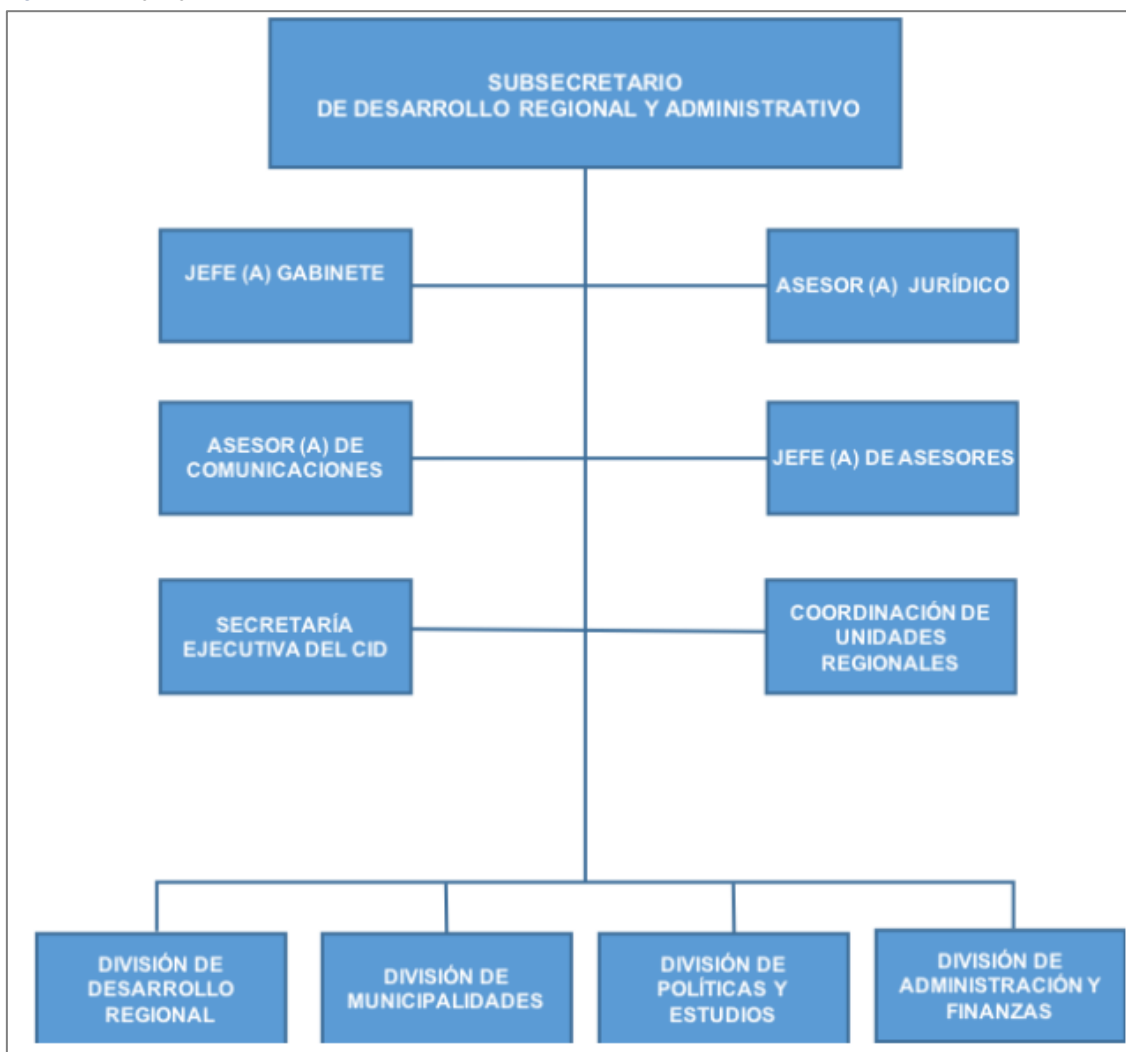 SUBSECRETARIO
DE DESARROLLO REGIONAL Y ADMINISTRATIVO
JEFE (A) GABINETE
ASESOR (A) JURÍDICO
ASESOR (A) DE
COMUNICACIONES
JEFE (A) DE ASESORES
SECRETARÍA
EJECUTIVA DEL CID
COORDINACIÓN DE
UNIDADES
REGIONALES
DIVISIÓN DE
DESARROLLO
REGIONAL
DIVISIÓN DE
MUNICIPALIDADES
DIVISIÓN DE
POLÍTICAS Y
ESTUDIOS
DIVISIÓN DE
ADMINISTRACIÓN Y
FINANZAS